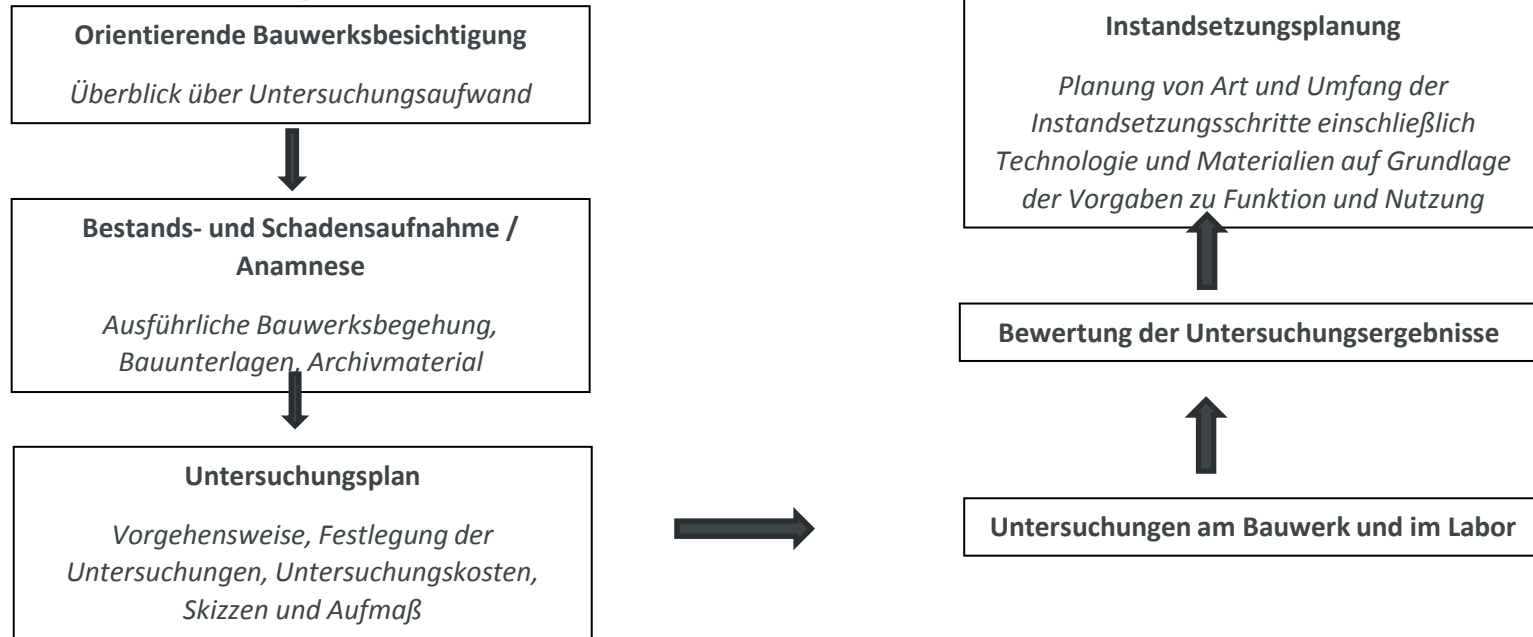 Orientierende Bauwerksbesichtigung
Überblick über Untersuchungsaufwand
Bestands- und Schadensaufnahme /
Anamnese
Ausführliche Bauwerksbegehung,
Bauunterlagen, Archivmaterial
Untersuchungsplan
Vorgehensweise, Festlegung der
Untersuchungen, Untersuchungskosten,
Skizzen und Aufmaß
Untersuchungen am Bauwerk und im Labor
Bewertung der Untersuchungsergebnisse
Instandsetzungsplanung
Planung von Art und Umfang der
Instandsetzungsschritte einschließlich
Technologie und Materialien auf Grundlage
der Vorgaben zu Funktion und Nutzung